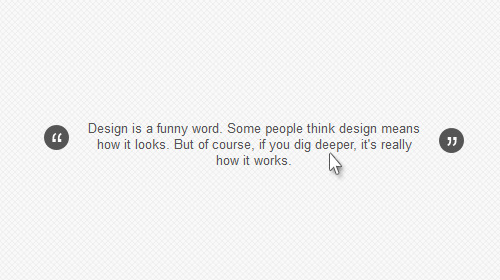 “ Design is a funny word. Some people think design means
how it looks. But of course, if you dig deeper, it's really
how it works. ”